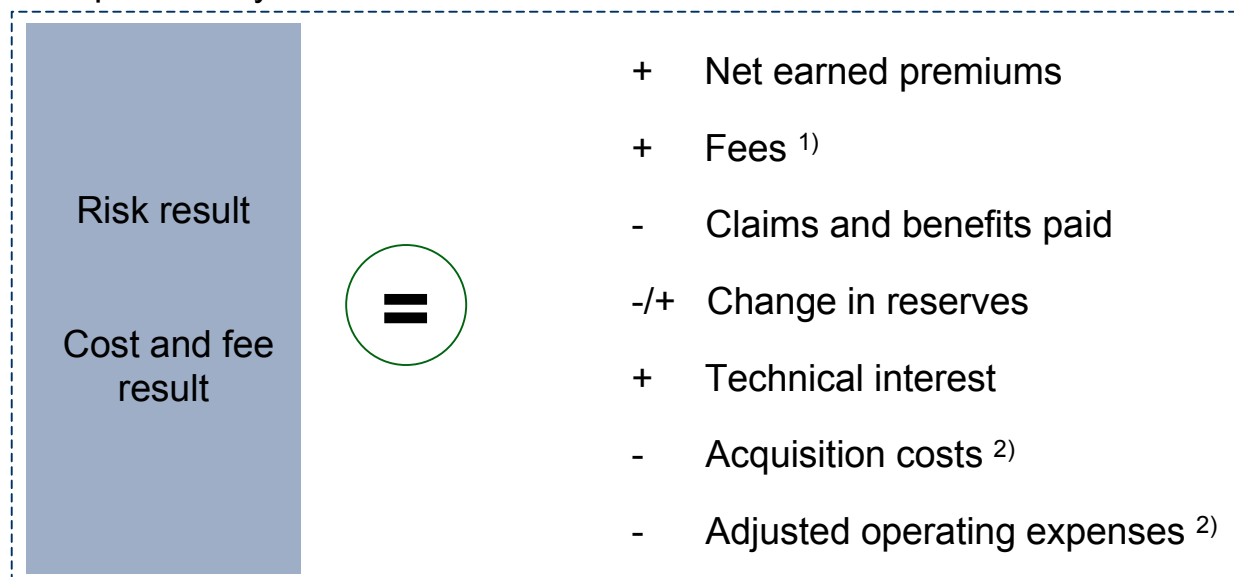 Risk result
Cost and fee
result
=
+ Net earned premiums
+ Fees 1)
- Claims and benefits paid
-/+ Change in reserves
+ Technical interest
- Acquisition costs 2)
- Adjusted operating expenses 2)